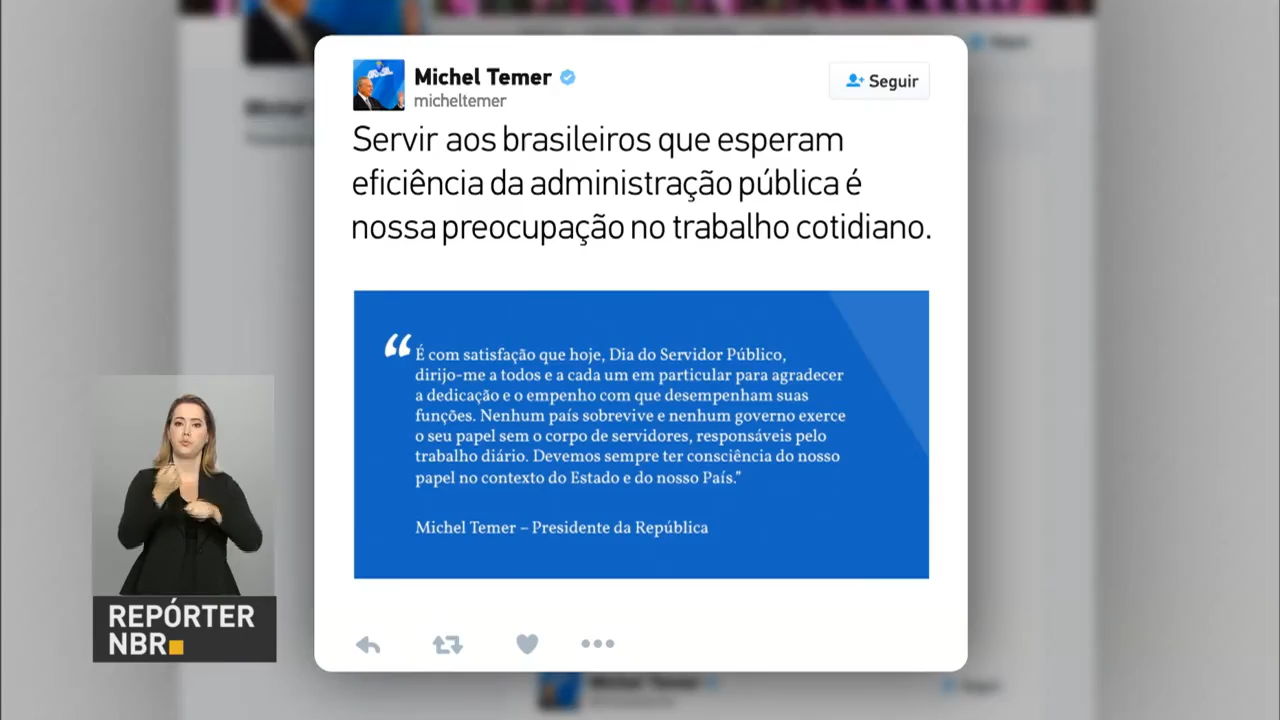 Michel Temer
micheltemer
Seguir
Servir aos brasileiros que esperam
eficiência da administração pública é
nossa preocupação no trabalho cotidiano.
“É com satisfação que hoje, Dia do Servidor Público,
dirijo-me a todos e a cada um em particular para agradecer
a dedicação e o empenho com que desempenham suas
funções. Nenhum país sobrevive e nenhum governo exerce
o seu papel sem o corpo de servidores, responsáveis pelo
trabalho diário. Devemos sempre ter consciência do nosso
papel no contexto do Estado e do nosso País.”
Michel Temer – Presidente da República
REPÓRTER
NBR